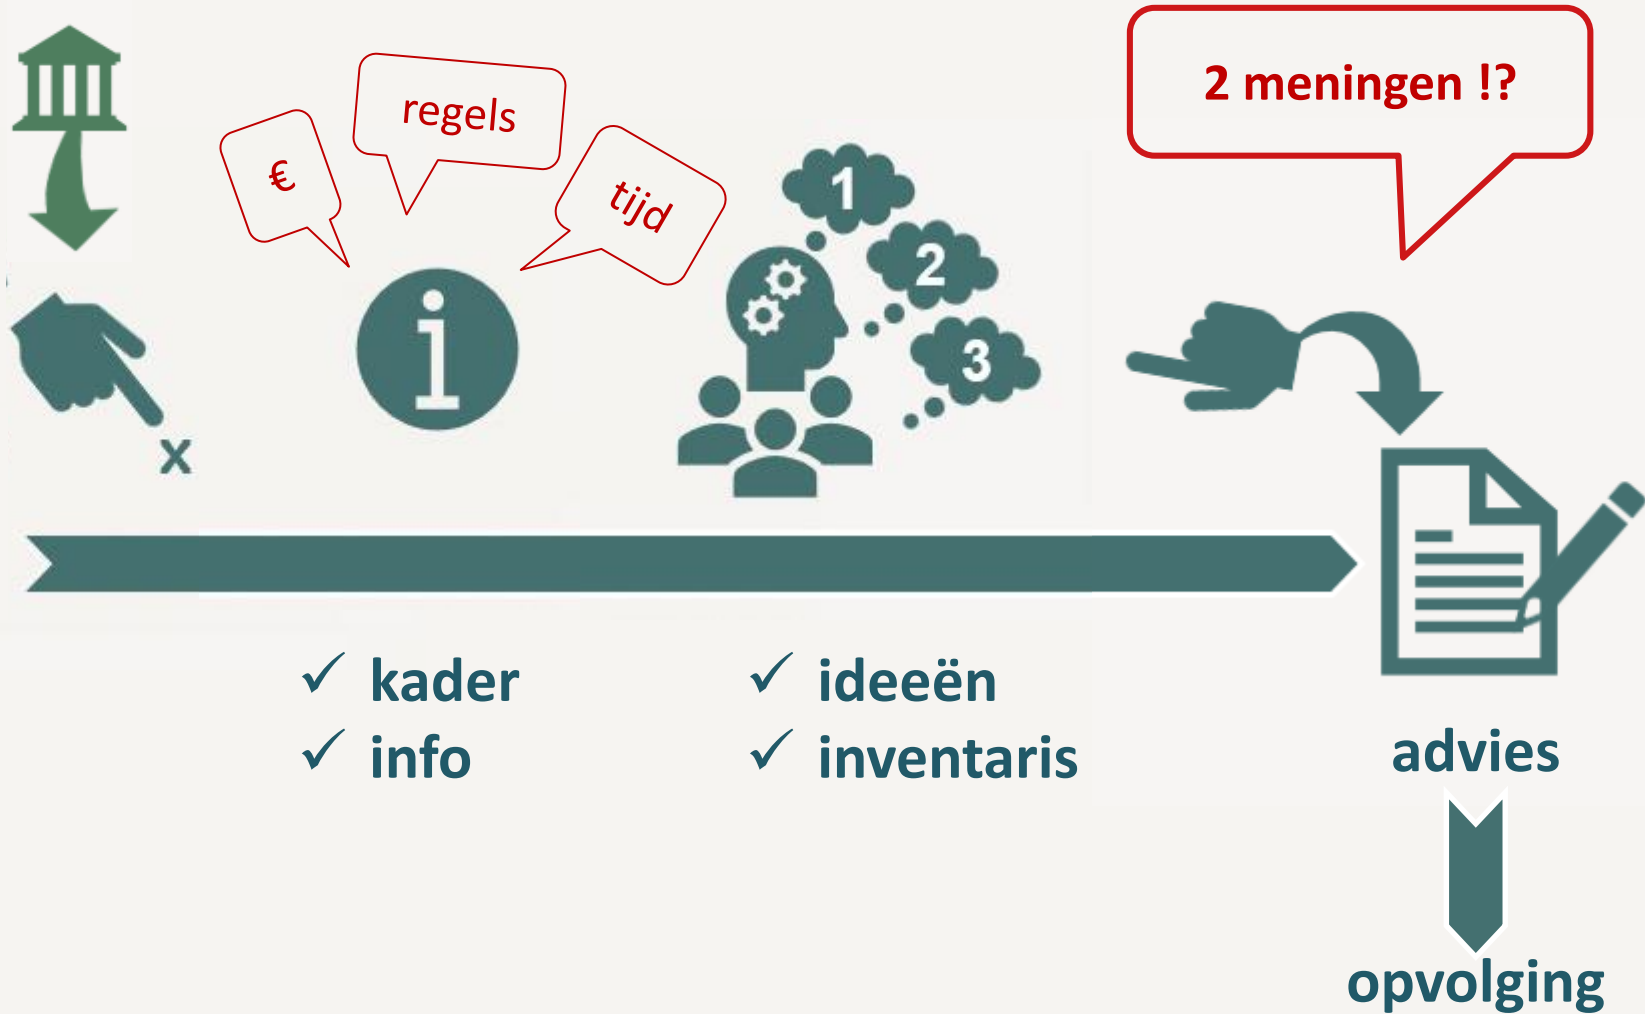 2 meningen !?
€
regels
tijd
1
2
3
i
x
✓ kader
✓ info
✓ ideeën
✓ inventaris
advies
opvolging